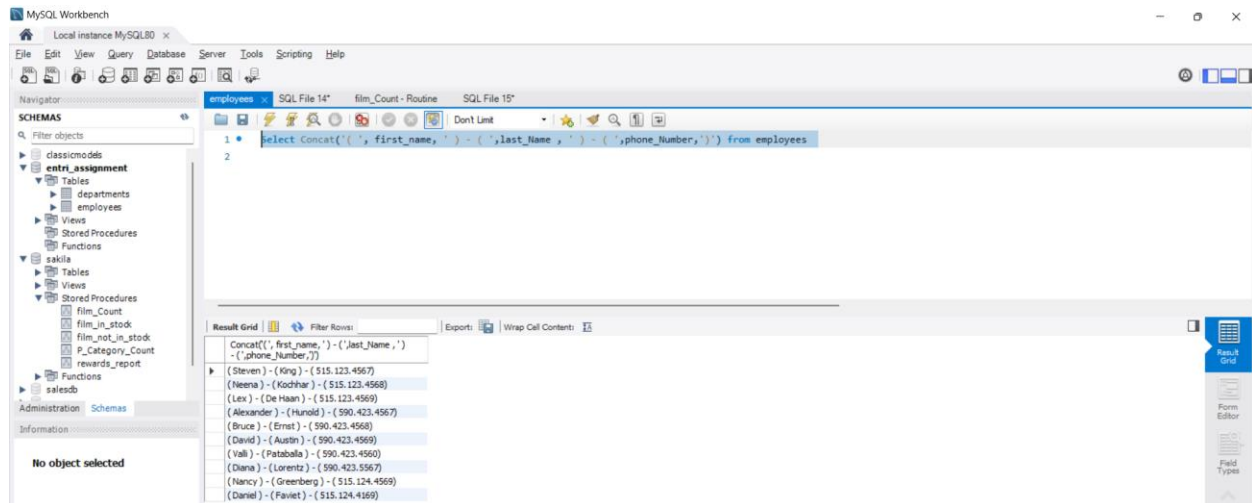 MySQL Workbench
Local instance MySQL80 ×
File Edit View Query Database Server Tools Scripting Help
Navigator
SCHEMAS
Filter objects
classicmodels
entri_assignment
Tables
departments
employees
Views
Stored Procedures
Functions
sakila
Tables
Views
Stored Procedures
film_Count
film_in_stock
film_not_in_stock
P_Category_Count
rewards_report
Functions
salesdb
Administration Schemas
Information
No object selected
employees × SQL File 14* film_Count - Routine SQL File 15*
Don't Limit
1 Select Concat('( ', first_name, ' ) - ( ',last_Name , ' ) - ( ',phone_Number,')') from employees
2
Result Grid Filter Rows: Export: Wrap Cell Content:
Concat('( ', first_name, ' ) - ( ',last_Name , ' )
- ( ',phone_Number,')')
( Steven ) - ( King ) - ( 515.123.4567)
( Neena ) - ( Kochhar ) - ( 515.123.4568)
( Lex ) - ( De Haan ) - ( 515.123.4569)
( Alexander ) - ( Hunold ) - ( 590.423.4567)
( Bruce ) - ( Ernst ) - ( 590.423.4568)
( David ) - ( Austin ) - ( 590.423.4569)
( Valli ) - ( Pataballa ) - ( 590.423.4560)
( Diana ) - ( Lorentz ) - ( 590.423.5567)
( Nancy ) - ( Greenberg ) - ( 515.124.4569)
( Daniel ) - ( Faviet ) - ( 515.124.4169)
Result
Grid
Form
Editor
Field
Types